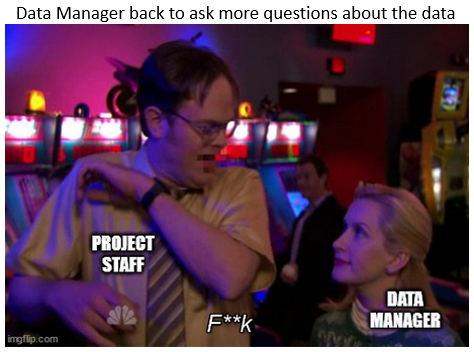 Data Manager back to ask more questions about the data
PROJECT
STAFF
DATA
MANAGER
F**k
imgflip.com